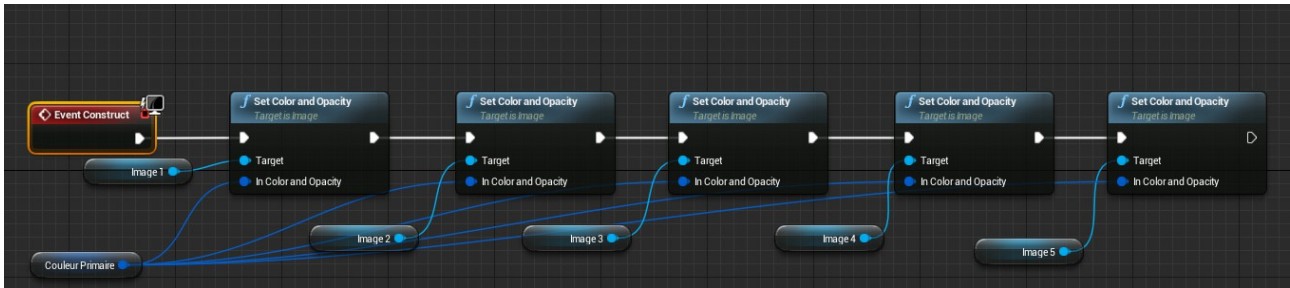 Event Construct
Set Color and Opacity
Target is Image
Target
In Color and Opacity
Set Color and Opacity
Target is Image
Target
In Color and Opacity
Set Color and Opacity
Target is Image
Target
In Color and Opacity
Set Color and Opacity
Target is Image
Target
In Color and Opacity
Set Color and Opacity
Target is Image
Target
In Color and Opacity
Image 1
Image 2
Image 3
Image 4
Image 5
Couleur Primaire